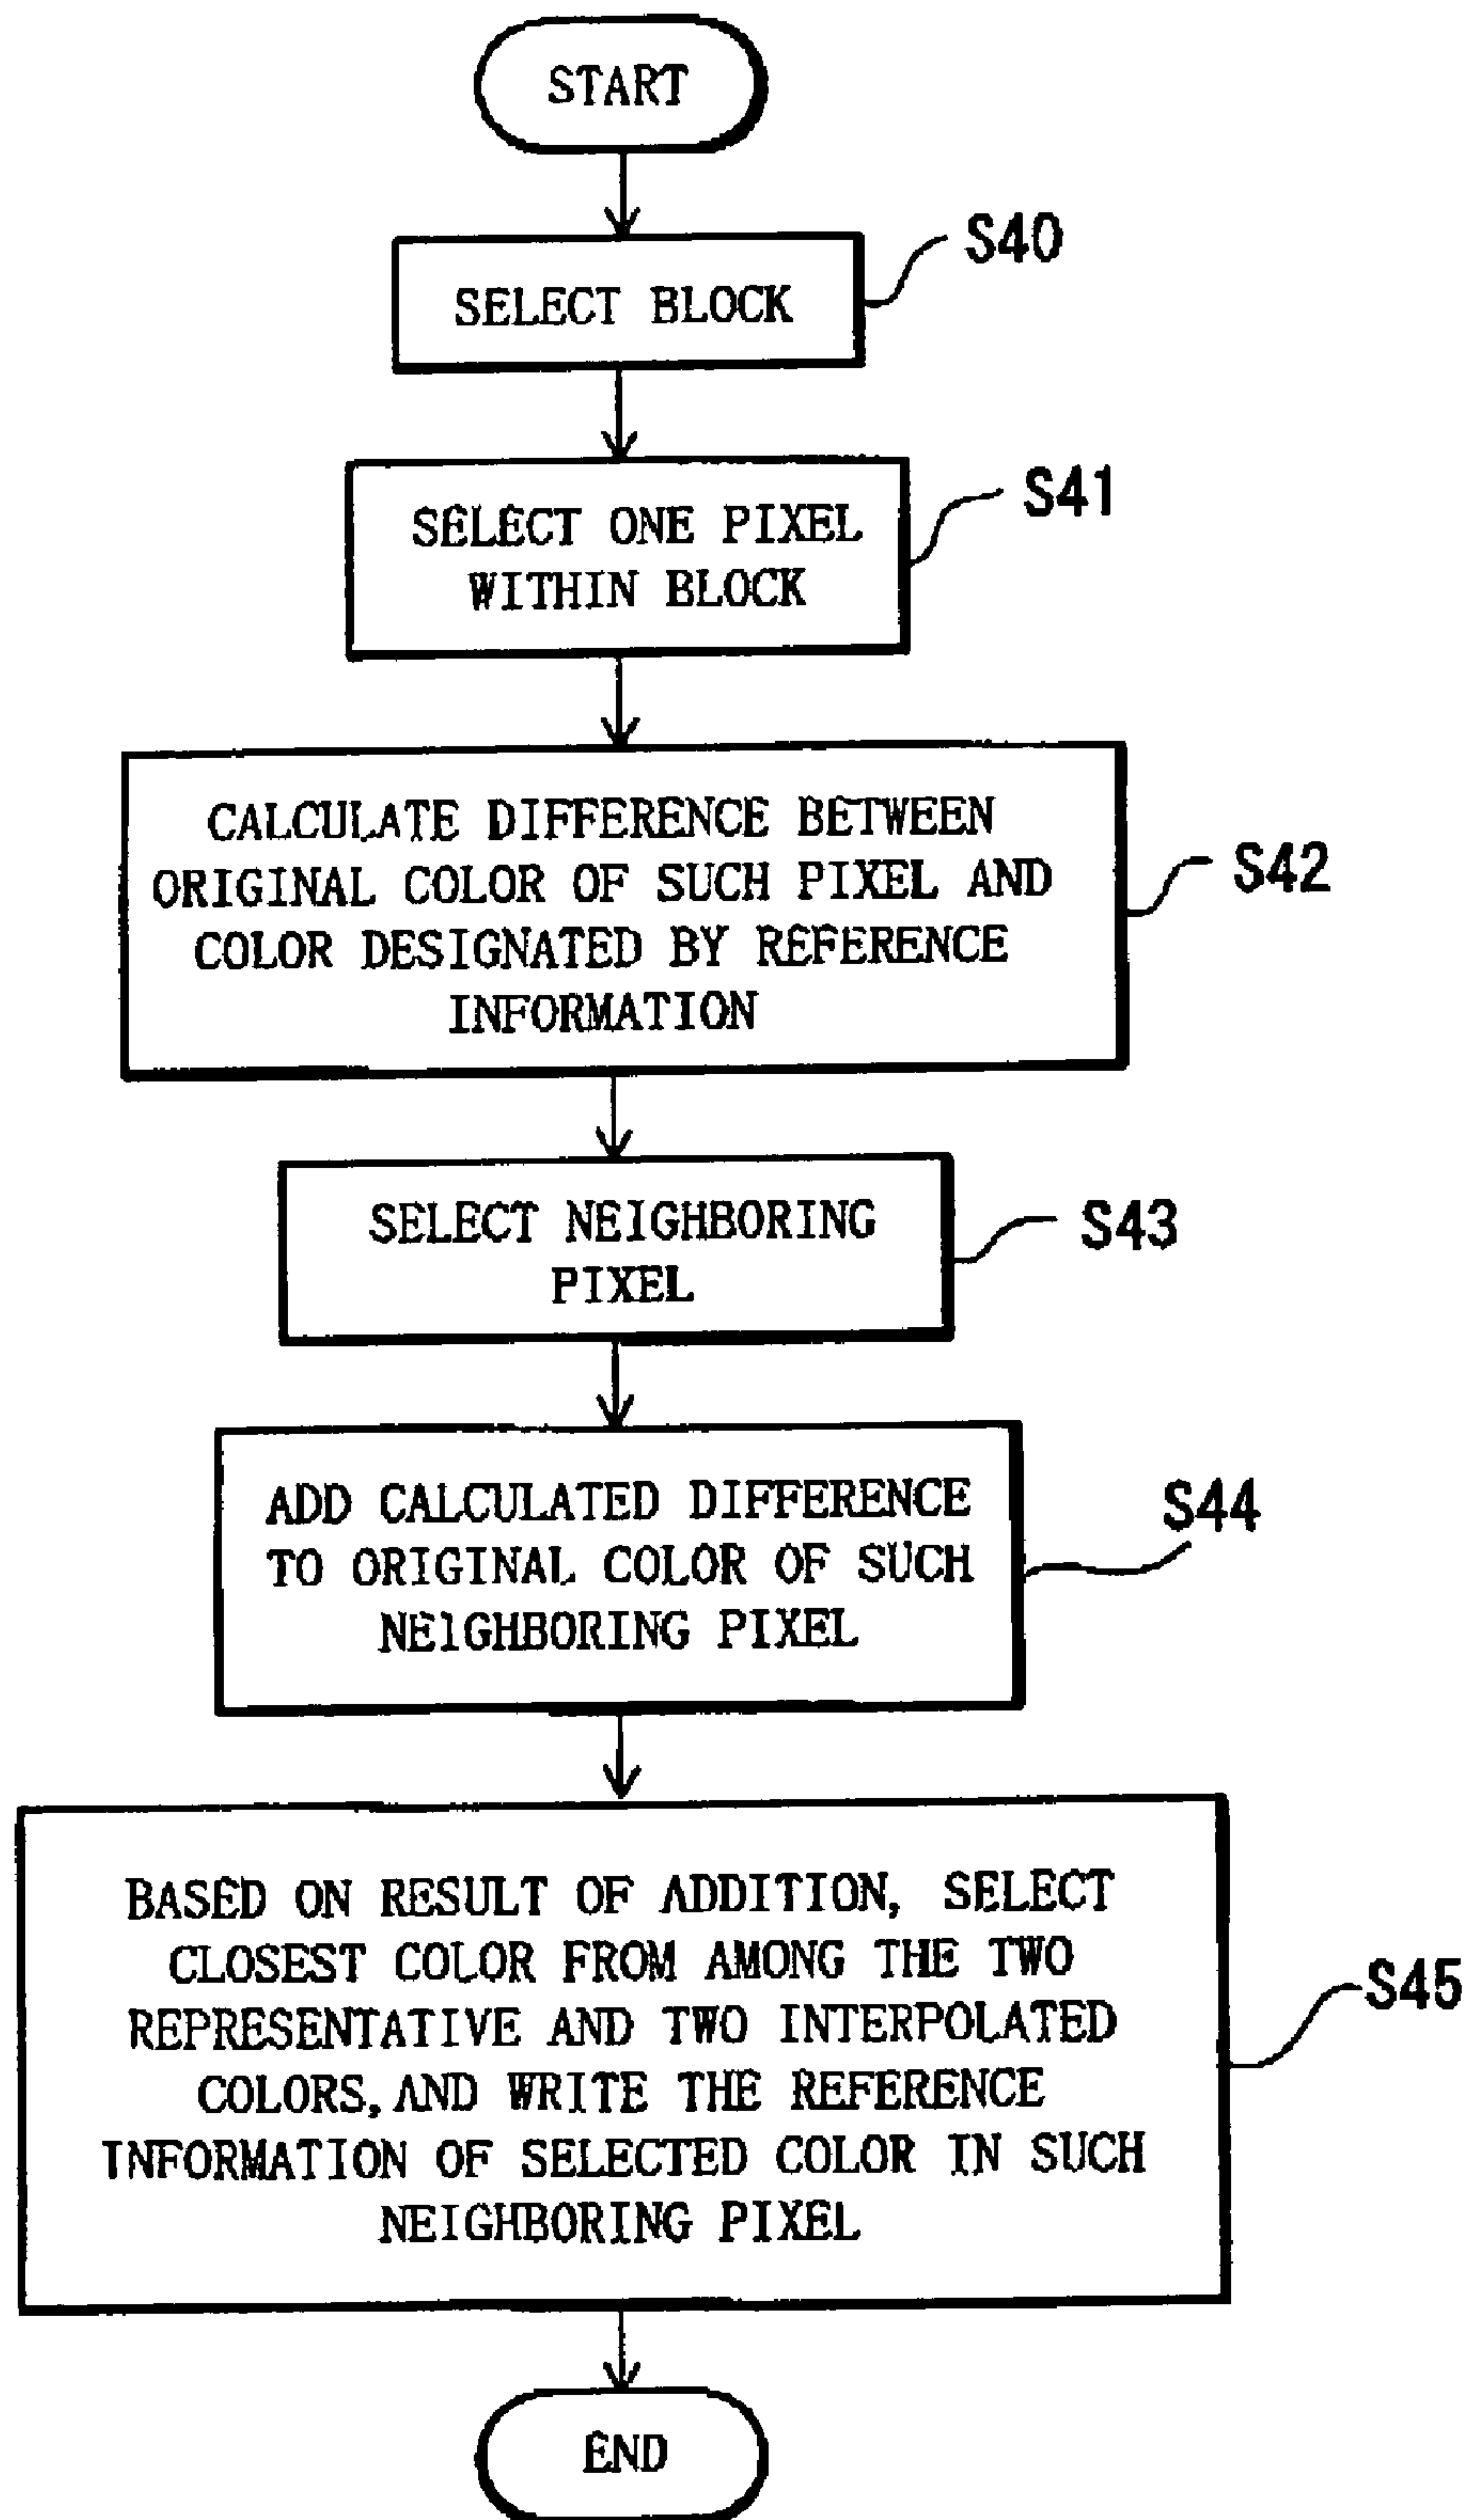 START
S40
SELECT BLOCK
S41
SELECT ONE PIXEL
WITHIN BLOCK
CALCULATE DIFFERENCE BETWEEN
ORIGINAL COLOR OF SUCH PIXEL AND
COLOR DESIGNATED BY REFERENCE
INFORMATION
S42
SELECT NEIGHBORING
PIXEL
S43
ADD CALCULATED DIFFERENCE
TO ORIGINAL COLOR OF SUCH
NEIGHBORING PIXEL
S44
BASED ON RESULT OF ADDITION, SELECT
CLOSEST COLOR FROM AMONG THE TWO
REPRESENTATIVE AND TWO INTERPOLATED
COLORS, AND WRITE THE REFERENCE
INFORMATION OF SELECTED COLOR IN SUCH
NEIGHBORING PIXEL
S45
END